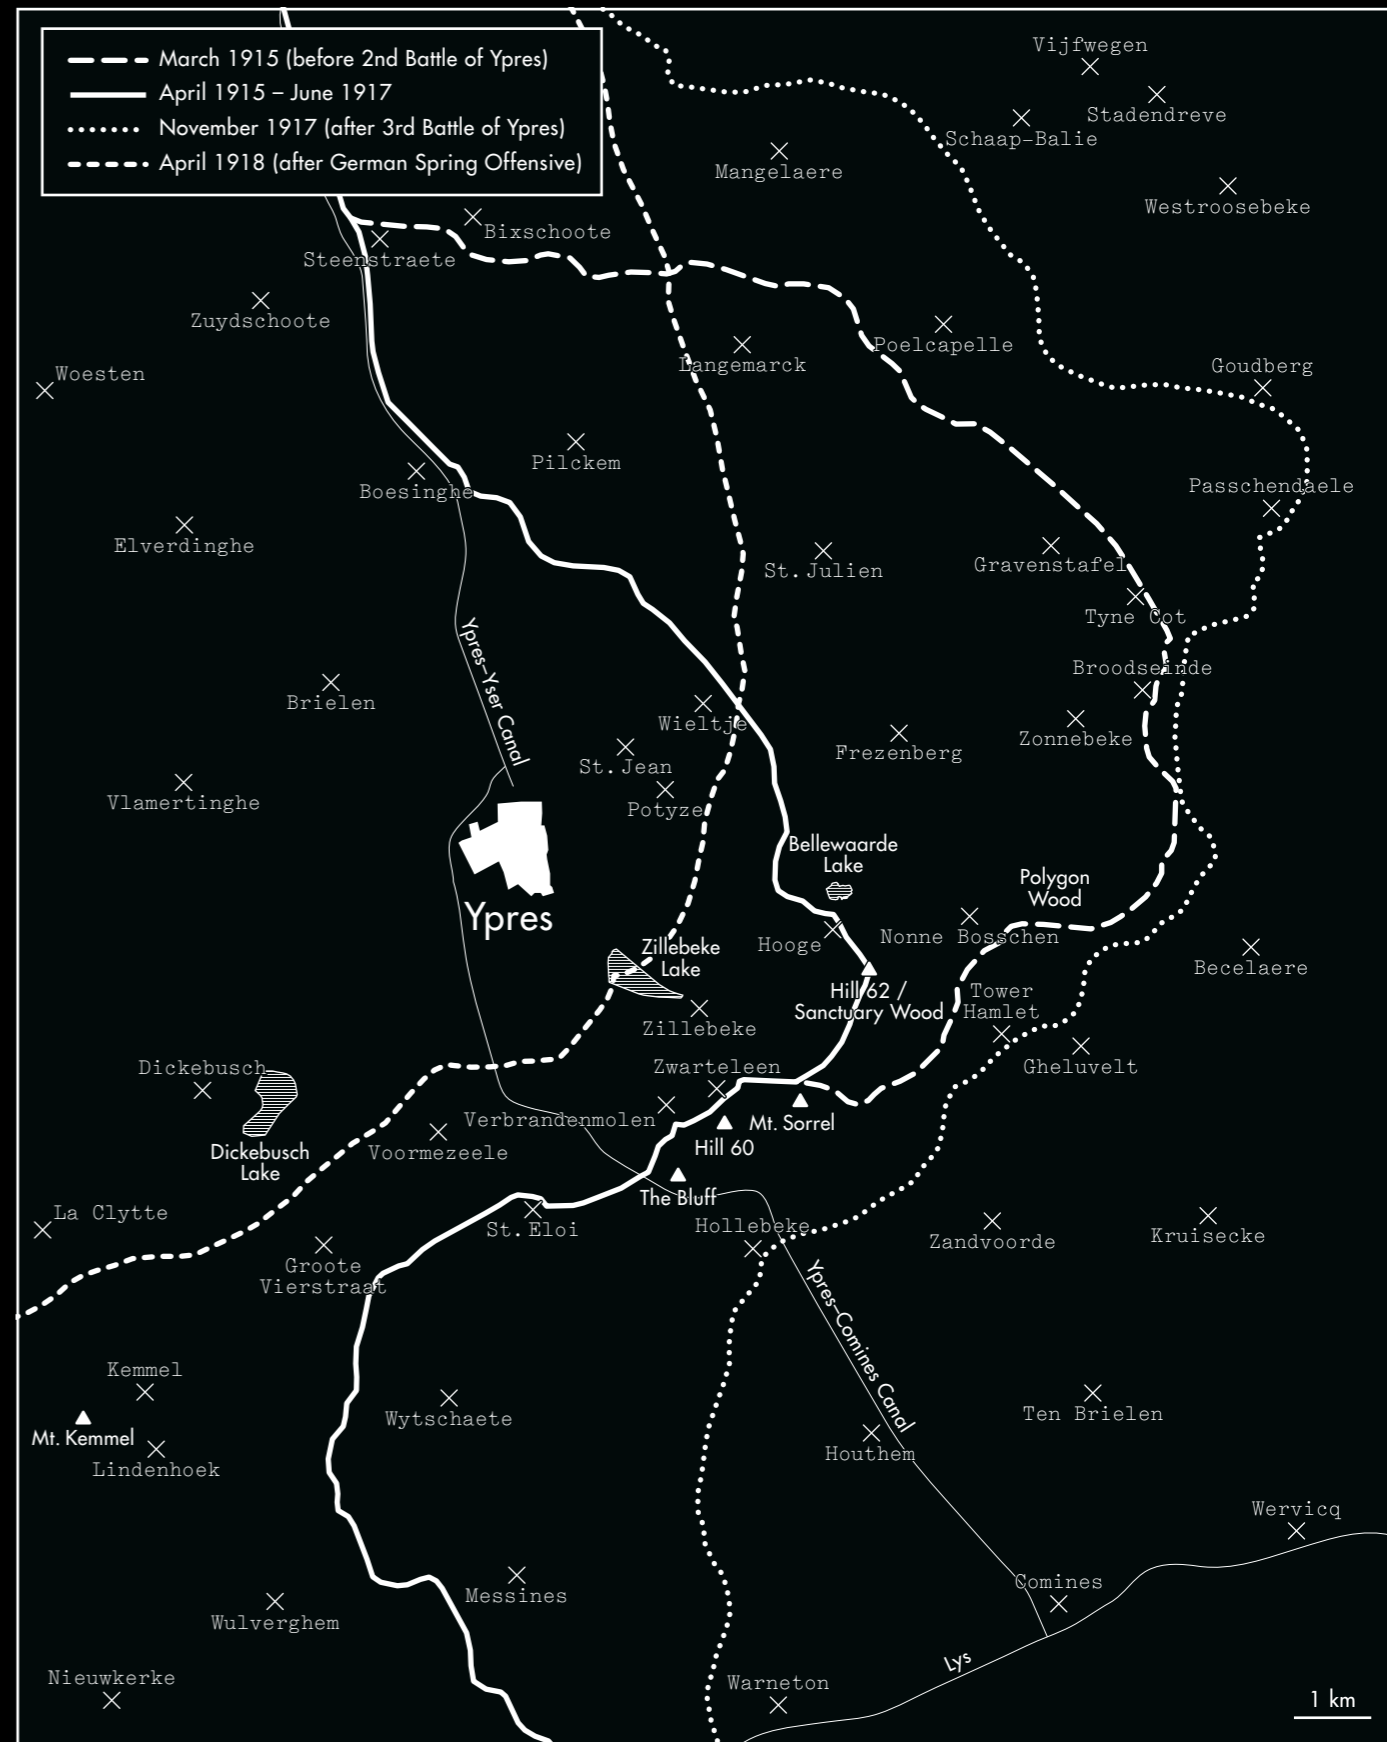 March 1915 (before 2nd Battle of Ypres)
April 1915 – June 1917
November 1917 (after 3rd Battle of Ypres)
April 1918 (after German Spring Offensive)
Vijfwegen
Stadendreve
Schaap-Balie
Mangelaere
Westroosebeke
Bixschoote
Steenstraete
Zuydschoote
Poelcapelle
Langemarck
Goudberg
Woesten
Pilckem
Boesinghe
Passchendaele
Elverdinghe
St. Julien
Gravenstafel
Tyne Cot
Ypres–Yser Canal
Broodseinde
Brielen
Wieltje
Zonnebeke
Frezenberg
St. Jean
Vlamertinghe
Potyze
Bellewaarde
Lake
Polygon
Wood
Ypres
Hooge
Nonne Bosschen
Zillebeke
Lake
Becelaere
Hill 62 /
Sanctuary Wood
Tower
Hamlet
Zillebeke
Dickebusch
Zwarteleen
Gheluvelt
Verbrandenmolen
Mt. Sorrel
Hill 60
Voormezeele
Dickebusch
Lake
The Bluff
La Clytte
St. Eloi
Hollebeke
Zandvoorde
Kruisecke
Groote
Vierstraat
Ypres–Comines Canal
Kemmel
Mt. Kemmel
Wytschaete
Ten Brielen
Lindenhoek
Houthem
Wervicq
Comines
Messines
Wulverghem
Lys
Nieuwkerke
Warneton
1 km